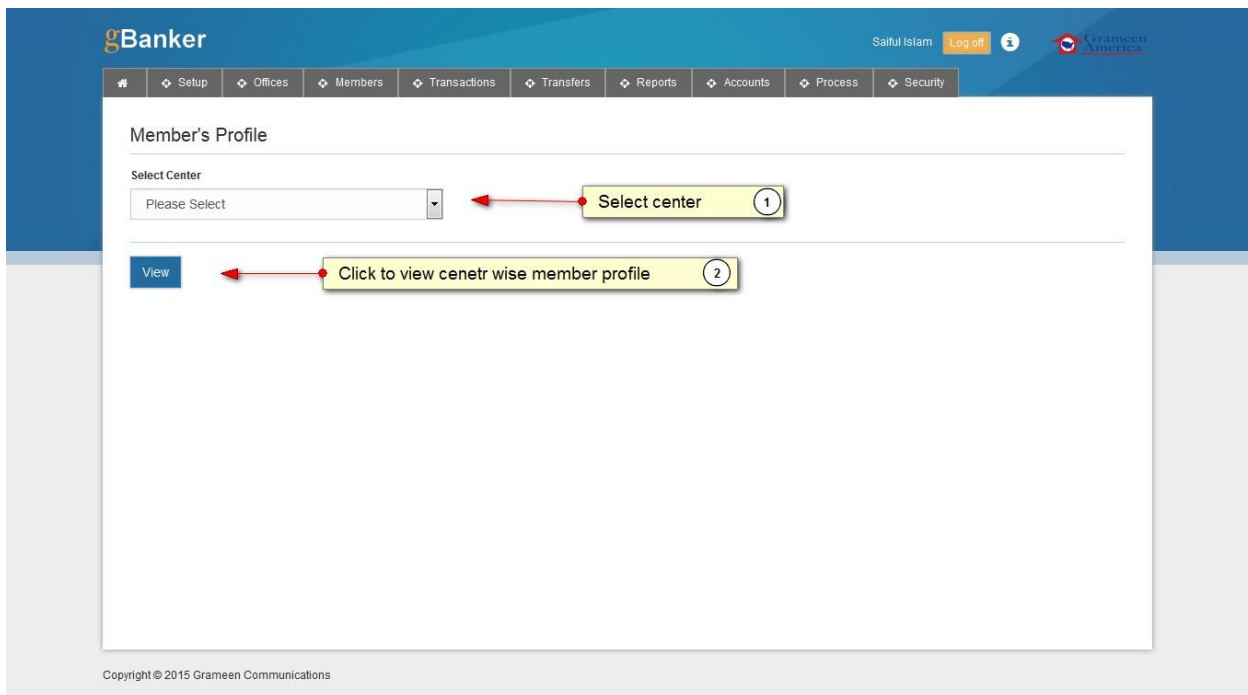 gBanker
Saiful Islam Log off i Grameen America
Setup Offices Members Transactions Transfers Reports Accounts Process Security
Member's Profile
Select Center
Please Select
Select center 1
View
Click to view cenetr wise member profile 2
Copyright © 2015 Grameen Communications